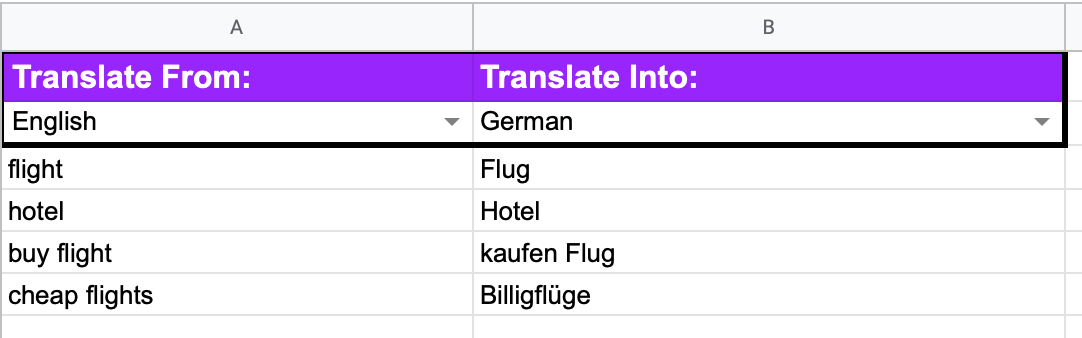 A B
Translate From: Translate Into:
English German
flight Flug
hotel Hotel
buy flight kaufen Flug
cheap flights Billigflüge